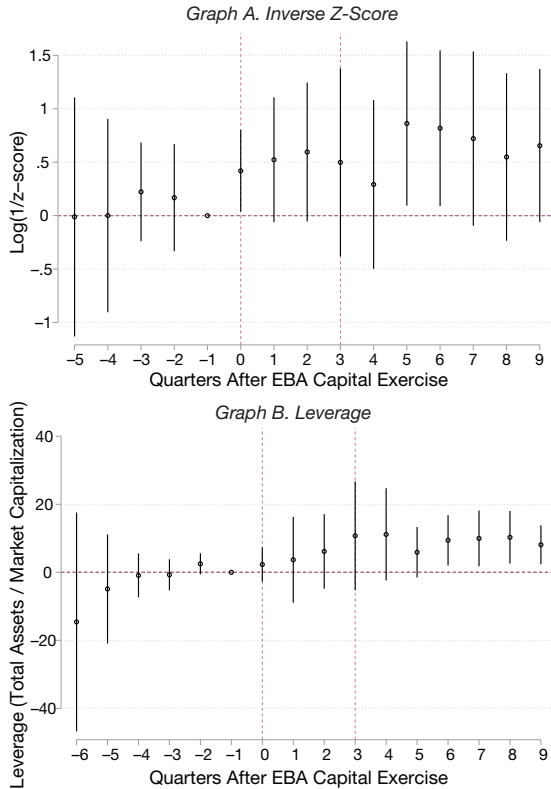 Graph A. Inverse Z-Score
Log(1/z–score)
1.5
1
.5
0
–.5
–1
–5 –4 –3 –2 –1 0 1 2 3 4 5 6 7 8 9
Quarters After EBA Capital Exercise
Graph B. Leverage
Leverage (Total Assets / Market Capitalization)
40
20
0
–20
–40
–6 –5 –4 –3 –2 –1 0 1 2 3 4 5 6 7 8 9
Quarters After EBA Capital Exercise